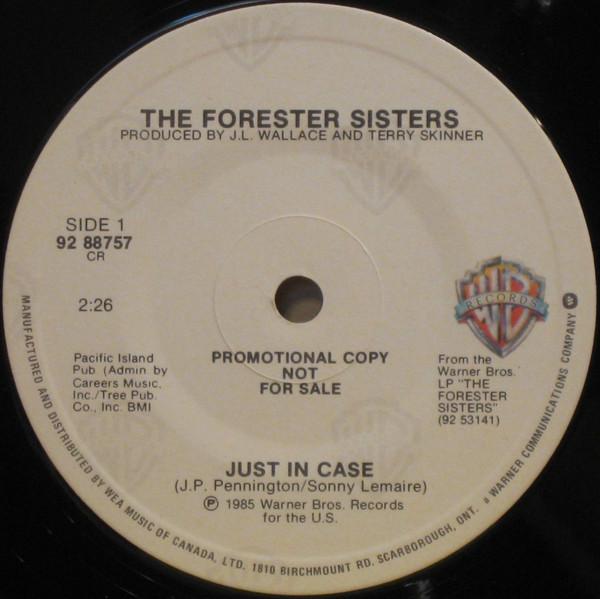 THE FORESTER SISTERS
PRODUCED BY J.L. WALLACE AND TERRY SKINNER
SIDE 1
92 88757
CR
2:26
Pacific Island
Pub (Admin by
Careers Music,
Inc./Tree Pub.
Co., Inc. BMI
PROMOTIONAL COPY
NOT
FOR SALE
WB
RECORDS
From the
Warner Bros.
LP "THE
FORESTER
SISTERS"
(92 53141)
JUST IN CASE
(J.P. Pennington/Sonny Lemaire)
℗ 1985 Warner Bros. Records
for the U.S.
MANUFACTURED AND DISTRIBUTED BY WEA MUSIC OF CANADA, LTD. 1810 BIRCHMOUNT RD. SCARBOROUGH, ONT. a WARNER COMMUNICATIONS COMPANY